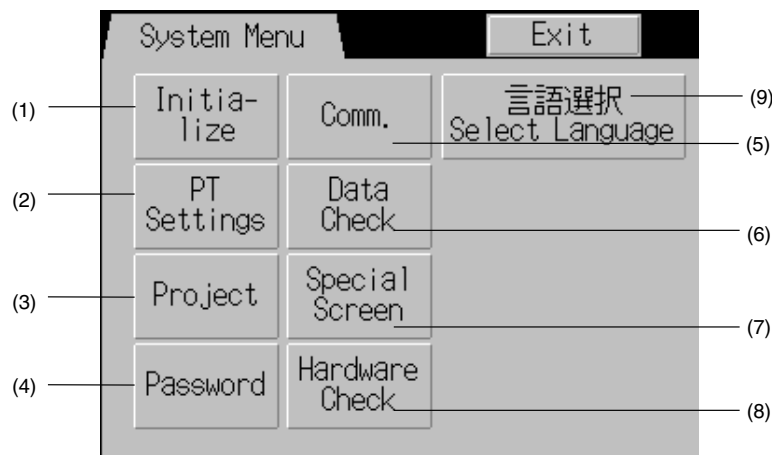 System Menu
Exit
(1)
Initia-
lize
Comm.
言語選択
Select Language
(9)
(5)
(2)
PT
Settings
Data
Check
(6)
(3)
Project
Special
Screen
(7)
(4)
Password
Hardware
Check
(8)